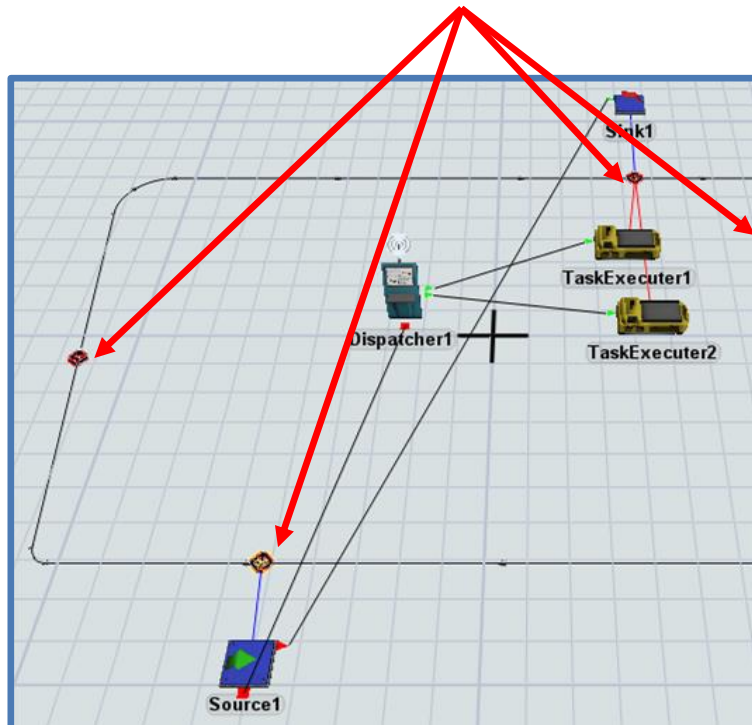 Sink1
TaskExecuter1
Dispatcher1
TaskExecuter2
Source1